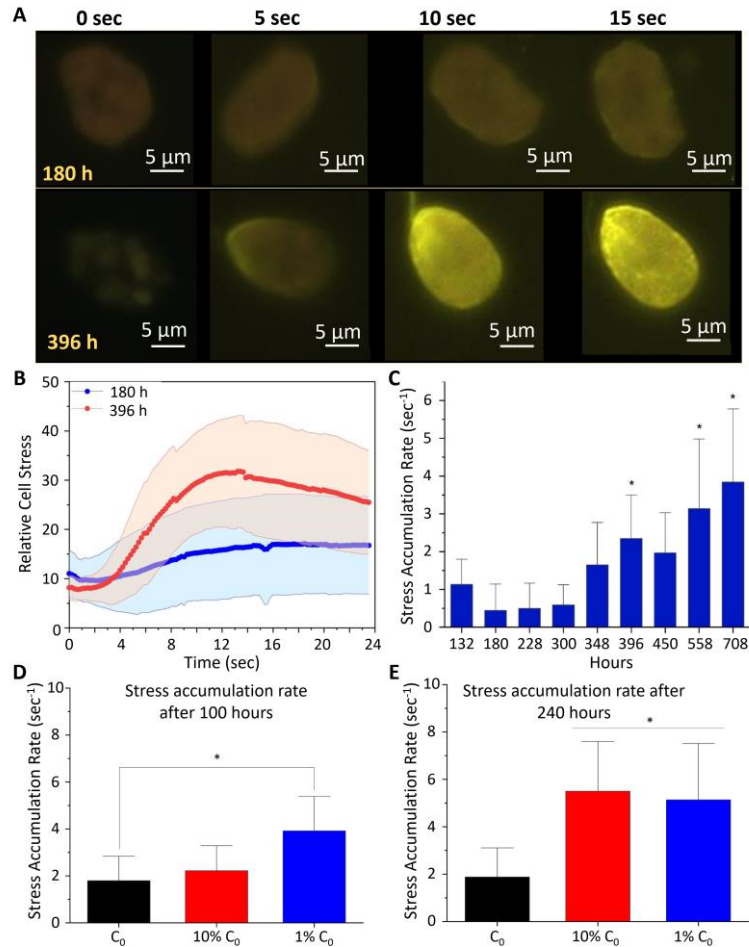 A
0 sec 5 sec 10 sec 15 sec
5 µm 5 µm 5 µm 5 µm
180 h
5 µm 5 µm 5 µm 5 µm
396 h
B
50
40
30
20
10
0
Relative Cell Stress
180 h
396 h
0 4 8 12 16 20 24
Time (sec)
C
6
5
4
3
2
1
0
Stress Accumulation Rate (sec⁻¹)
* * *
132 180 228 300 348 396 450 558 708
Hours
D
Stress accumulation rate
after 100 hours
10
8
6
4
2
0
Stress Accumulation Rate (sec⁻¹)
*
C₀ 10% C₀ 1% C₀
E
Stress accumulation rate after
240 hours
10
8
6
4
2
0
Stress Accumulation Rate (sec⁻¹)
*
C₀ 10% C₀ 1% C₀